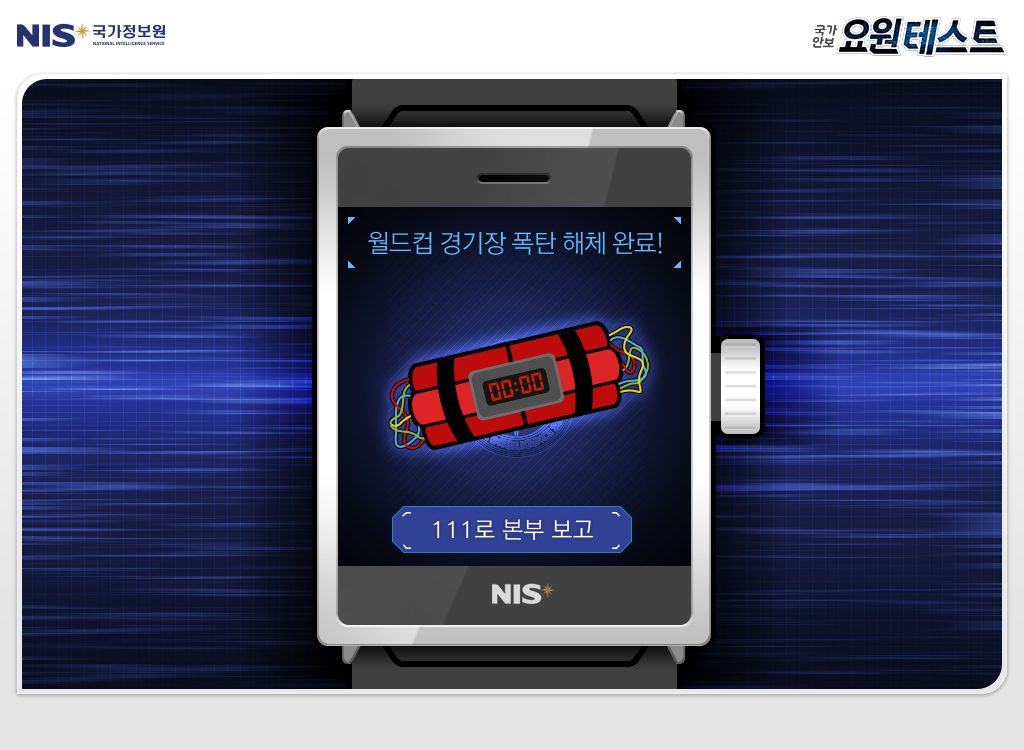 NIS 국가정보원
NATIONAL INTELLIGENCE SERVICE
국가
안보
요원테스트
월드컵 경기장 폭탄 해체 완료!
00:00
111로 본부 보고
NIS